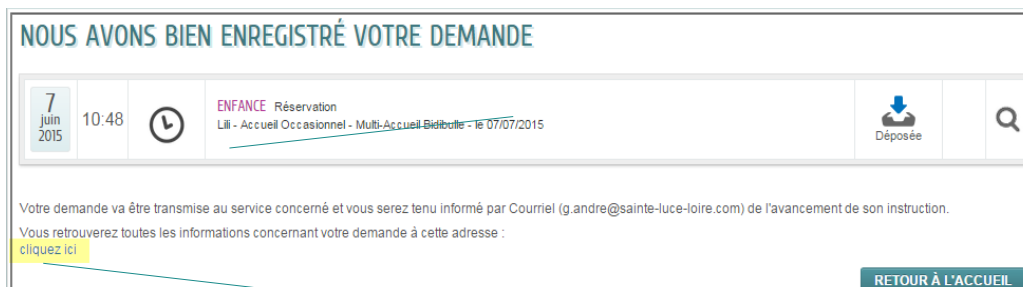 NOUS AVONS BIEN ENREGISTRÉ VOTRE DEMANDE
7 juin 2015
10:48
ENFANCE Réservation
Lili - Accueil Occasionnel - Multi-Accueil Bidibulle - le 07/07/2015
Déposée
Votre demande va être transmise au service concerné et vous serez tenu informé par Courriel (g.andre@sainte-luce-loire.com) de l'avancement de son instruction.
Vous retrouverez toutes les informations concernant votre demande à cette adresse :
cliquez ici
RETOUR À L'ACCUEIL